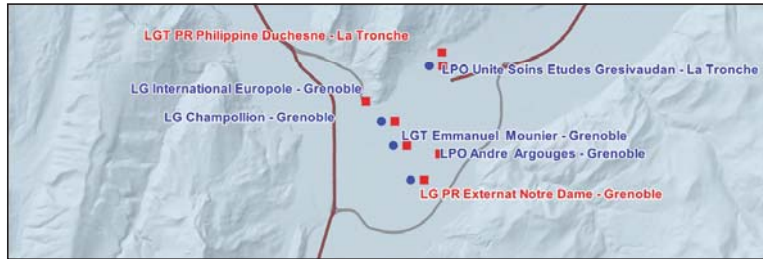 LGT PR Philippine Duchesne - La Tronche
LPO Unite Soins Etudes Gresivaudan - La Tronche
LG International Europole - Grenoble
LG Champollion - Grenoble
LGT Emmanuel Mounier - Grenoble
LPO Andre Argouges - Grenoble
LG PR Externat Notre Dame - Grenoble